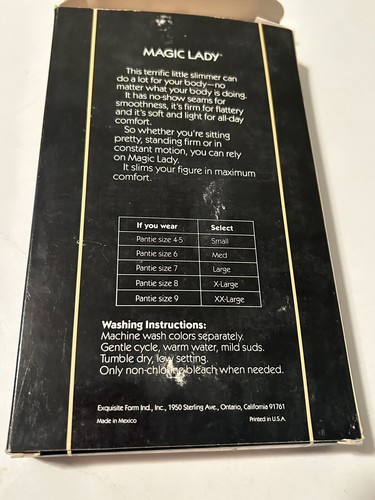 MAGIC LADY™
This terrific little slimmer can
do a lot for your body—no
matter what your body is doing.
It has no-show seams for
smoothness, it's firm for flattery
and it's soft and light for all-day
comfort.
So whether you're sitting
pretty, standing firm or in
constant motion, you can rely
on Magic Lady.
It slims your figure in maximum
comfort.
If you wear Select
Pantie size 4-5 Small
Pantie size 6 Med
Pantie size 7 Large
Pantie size 8 X-Large
Pantie size 9 XX-Large
Washing Instructions:
Machine wash colors separately.
Gentle cycle, warm water, mild suds.
Tumble dry, low setting.
Only non-chlorine bleach when needed.
Exquisite Form Ind., Inc., 1950 Sterling Ave., Ontario, California 91761
Made in Mexico Printed in U.S.A.